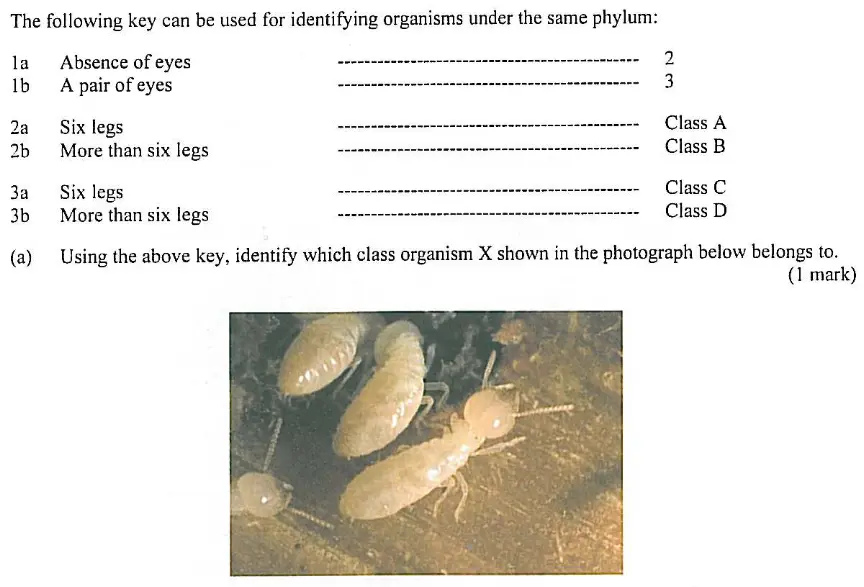 The following key can be used for identifying organisms under the same phylum:
1a Absence of eyes ------------------------------------ 2
1b A pair of eyes ------------------------------------ 3
2a Six legs ------------------------------------ Class A
2b More than six legs ------------------------------------ Class B
3a Six legs ------------------------------------ Class C
3b More than six legs ------------------------------------ Class D
(a) Using the above key, identify which class organism X shown in the photograph below belongs to.
(1 mark)